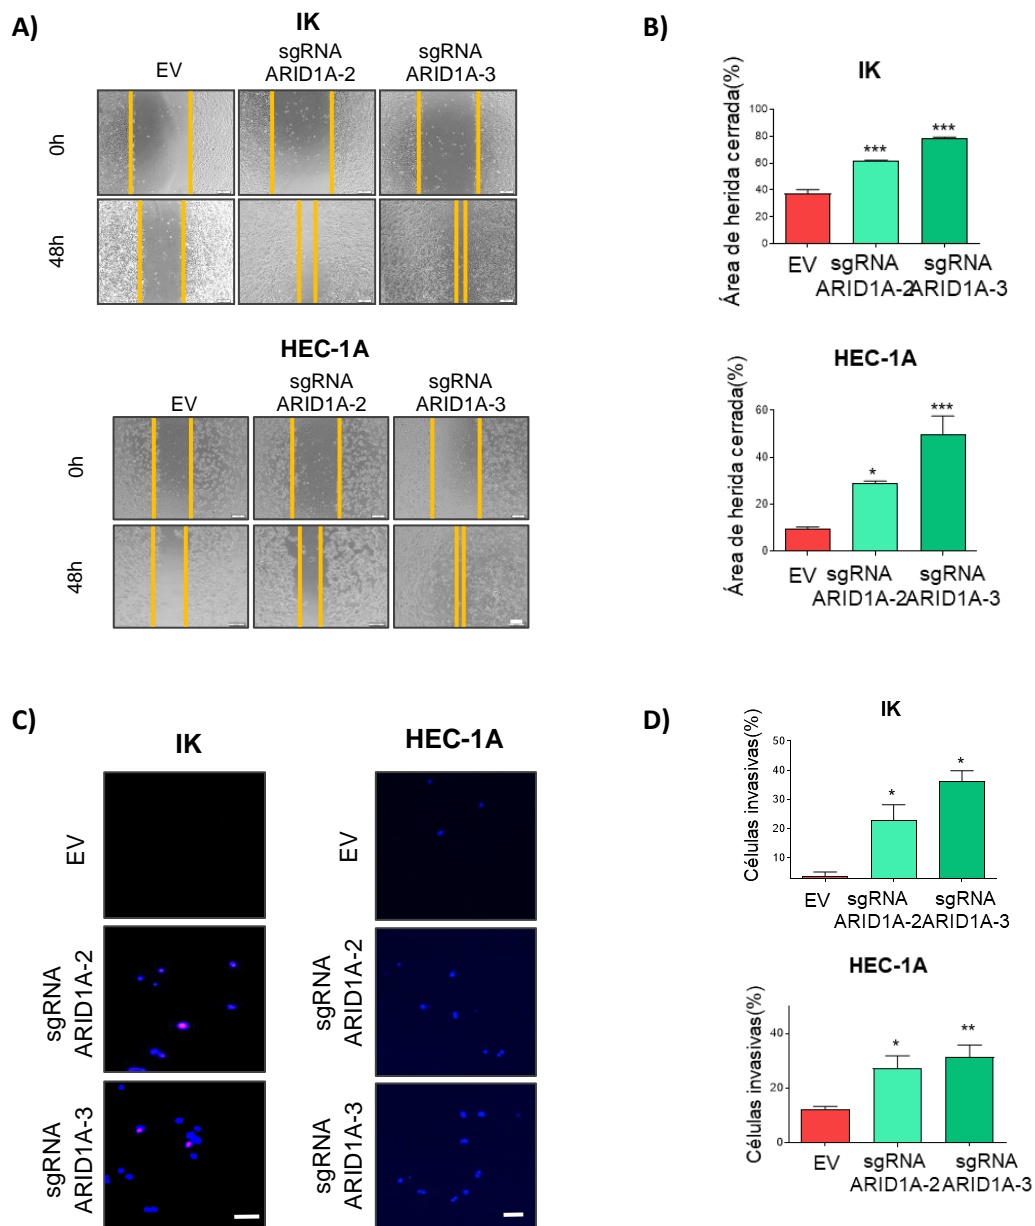 A)
IK
EV
sgRNA
ARID1A-2
sgRNA
ARID1A-3
0h
48h
HEC-1A
EV
sgRNA
ARID1A-2
sgRNA
ARID1A-3
0h
48h
B)
IK
Área de herida cerrada(%)
100
80
60
40
20
0
***
***
EV
sgRNA
ARID1A-2
sgRNA
ARID1A-3
HEC-1A
Área de herida cerrada(%)
60
40
20
0
*
***
EV
sgRNA
ARID1A-2
sgRNA
ARID1A-3
C)
IK
HEC-1A
EV
sgRNA
ARID1A-2
sgRNA
ARID1A-3
EV
sgRNA
ARID1A-2
sgRNA
ARID1A-3
D)
IK
Células invasivas(%)
50
40
30
20
10
*
*
EV
sgRNA
ARID1A-2
sgRNA
ARID1A-3
HEC-1A
Células invasivas(%)
40
20
0
*
**
EV
sgRNA
ARID1A-2
sgRNA
ARID1A-3